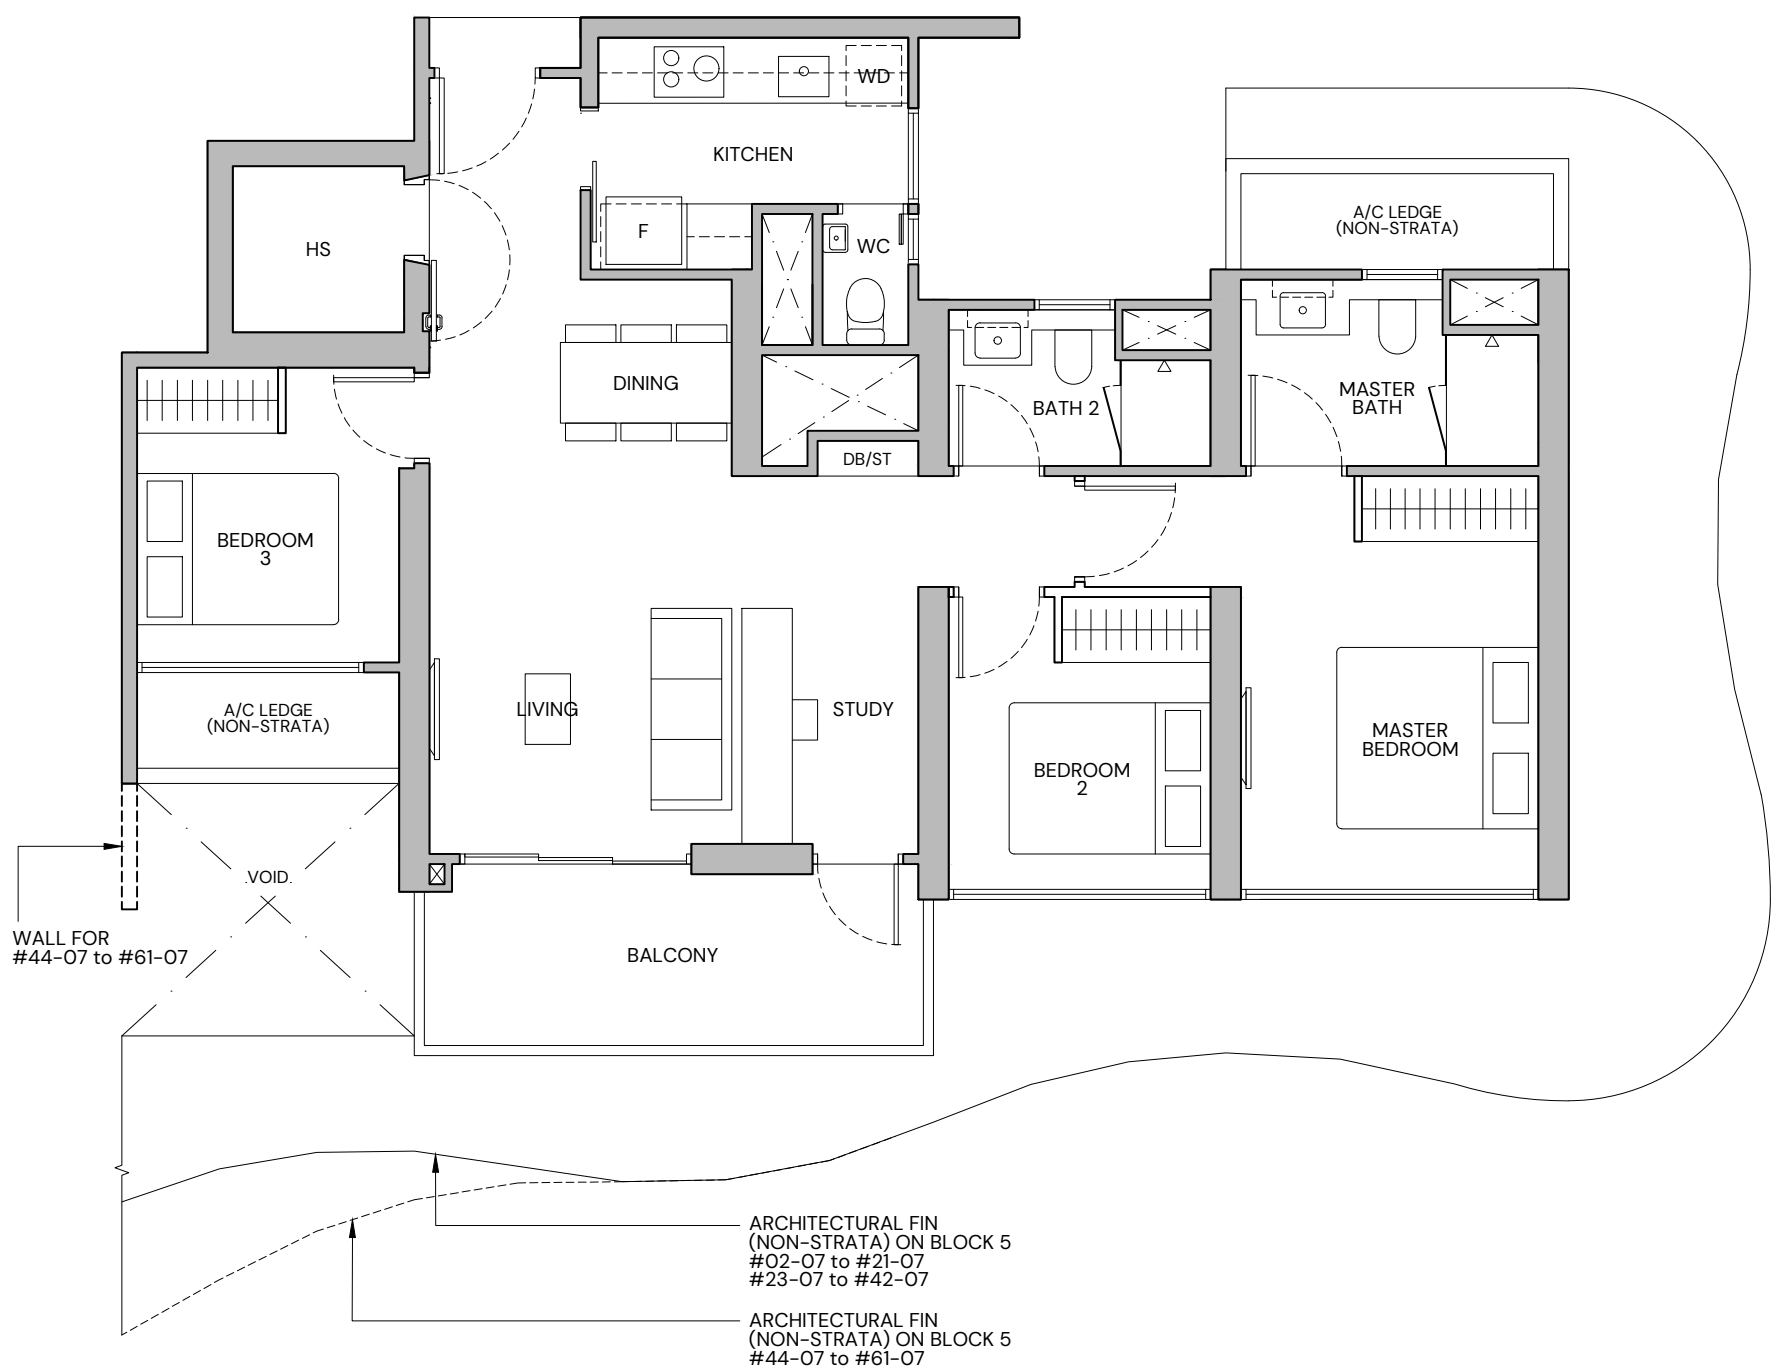 WD
KITCHEN
A/C LEDGE
(NON-STRATA)
HS
F
WC
DINING
BATH 2
MASTER
BATH
DB/ST
BEDROOM
3
A/C LEDGE
(NON-STRATA)
LIVING
STUDY
BEDROOM
2
MASTER
BEDROOM
VOID
WALL FOR
#44-07 to #61-07
BALCONY
ARCHITECTURAL FIN
(NON-STRATA) ON BLOCK 5
#02-07 to #21-07
#23-07 to #42-07
ARCHITECTURAL FIN
(NON-STRATA) ON BLOCK 5
#44-07 to #61-07